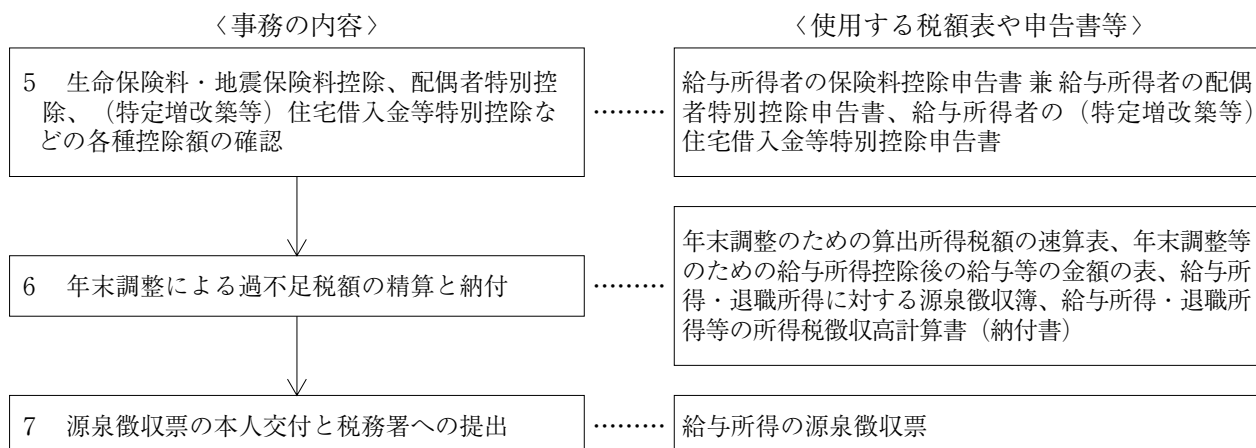 〈事務の内容〉
〈使用する税額表や申告書等〉
5　生命保険料・地震保険料控除、配偶者特別控
除、（特定増改築等）住宅借入金等特別控除な
どの各種控除額の確認
………
給与所得者の保険料控除申告書 兼 給与所得者の配偶
者特別控除申告書、給与所得者の（特定増改築等）
住宅借入金等特別控除申告書
6　年末調整による過不足税額の精算と納付
………
年末調整のための算出所得税額の速算表、年末調整等
のための給与所得控除後の給与等の金額の表、給与所
得・退職所得に対する源泉徴収簿、給与所得・退職所
得等の所得税徴収高計算書（納付書）
7　源泉徴収票の本人交付と税務署への提出
………
給与所得の源泉徴収票